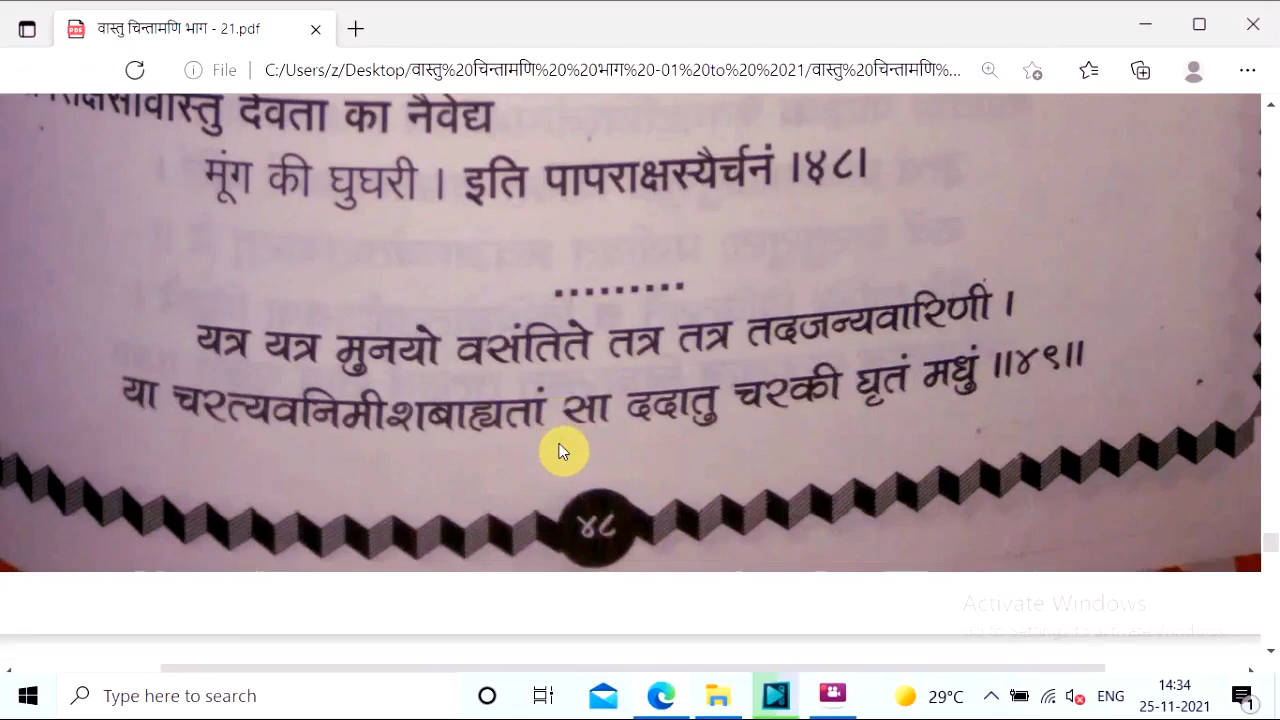 वास्तु चिन्तामणि भाग - 21.pdf
File
C:/Users/z/Desktop/वास्तु%20चिन्तामणि%20%20भाग%20-01%20to%20%2021/वास्तु%20चिन्तामणि%...
देवता का नैवेद्य
मूंग की घुघरी । इति पापराक्षस्यैर्चनं ।४८।
.........
यत्र यत्र मुनयो वसंतिते तत्र तत्र तदजन्यवारिणी ।
या चरत्यवनिमीशबाह्यतां सा ददातु चरकी घृतं मधुं ॥४९॥
४८
Activate Windows
Type here to search
29°C
ENG
14:34
25-11-2021
1